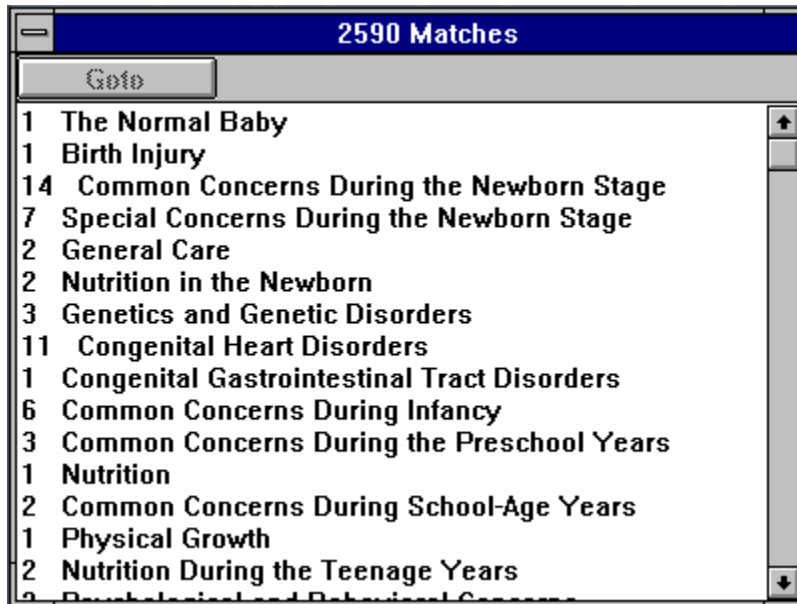 2590 Matches
Goto
1 The Normal Baby
1 Birth Injury
14 Common Concerns During the Newborn Stage
7 Special Concerns During the Newborn Stage
2 General Care
2 Nutrition in the Newborn
3 Genetics and Genetic Disorders
11 Congenital Heart Disorders
1 Congenital Gastrointestinal Tract Disorders
6 Common Concerns During Infancy
3 Common Concerns During the Preschool Years
1 Nutrition
2 Common Concerns During School-Age Years
1 Physical Growth
2 Nutrition During the Teenage Years
Psychological and Behavioral Concerns